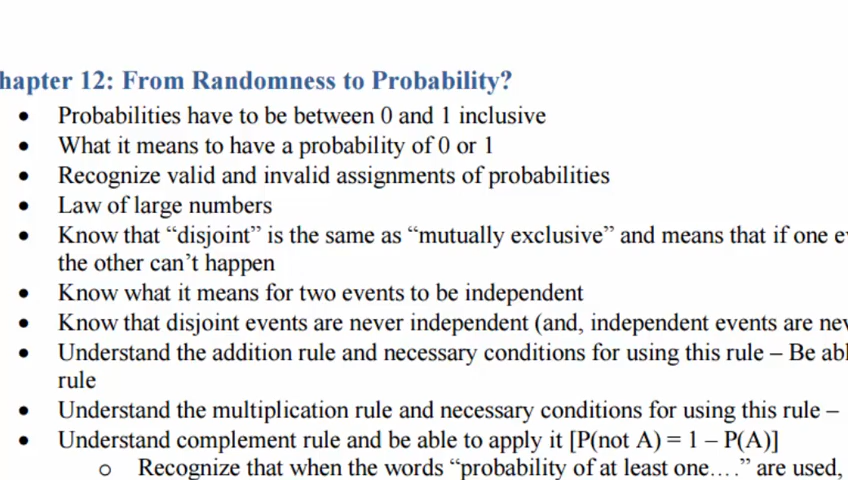 hapter 12: From Randomness to Probability?
• Probabilities have to be between 0 and 1 inclusive
• What it means to have a probability of 0 or 1
• Recognize valid and invalid assignments of probabilities
• Law of large numbers
• Know that “disjoint” is the same as “mutually exclusive” and means that if one ev
the other can’t happen
• Know what it means for two events to be independent
• Know that disjoint events are never independent (and, independent events are nev
• Understand the addition rule and necessary conditions for using this rule – Be abl
rule
• Understand the multiplication rule and necessary conditions for using this rule –
• Understand complement rule and be able to apply it [P(not A) = 1 – P(A)]
o Recognize that when the words “probability of at least one….” are used,